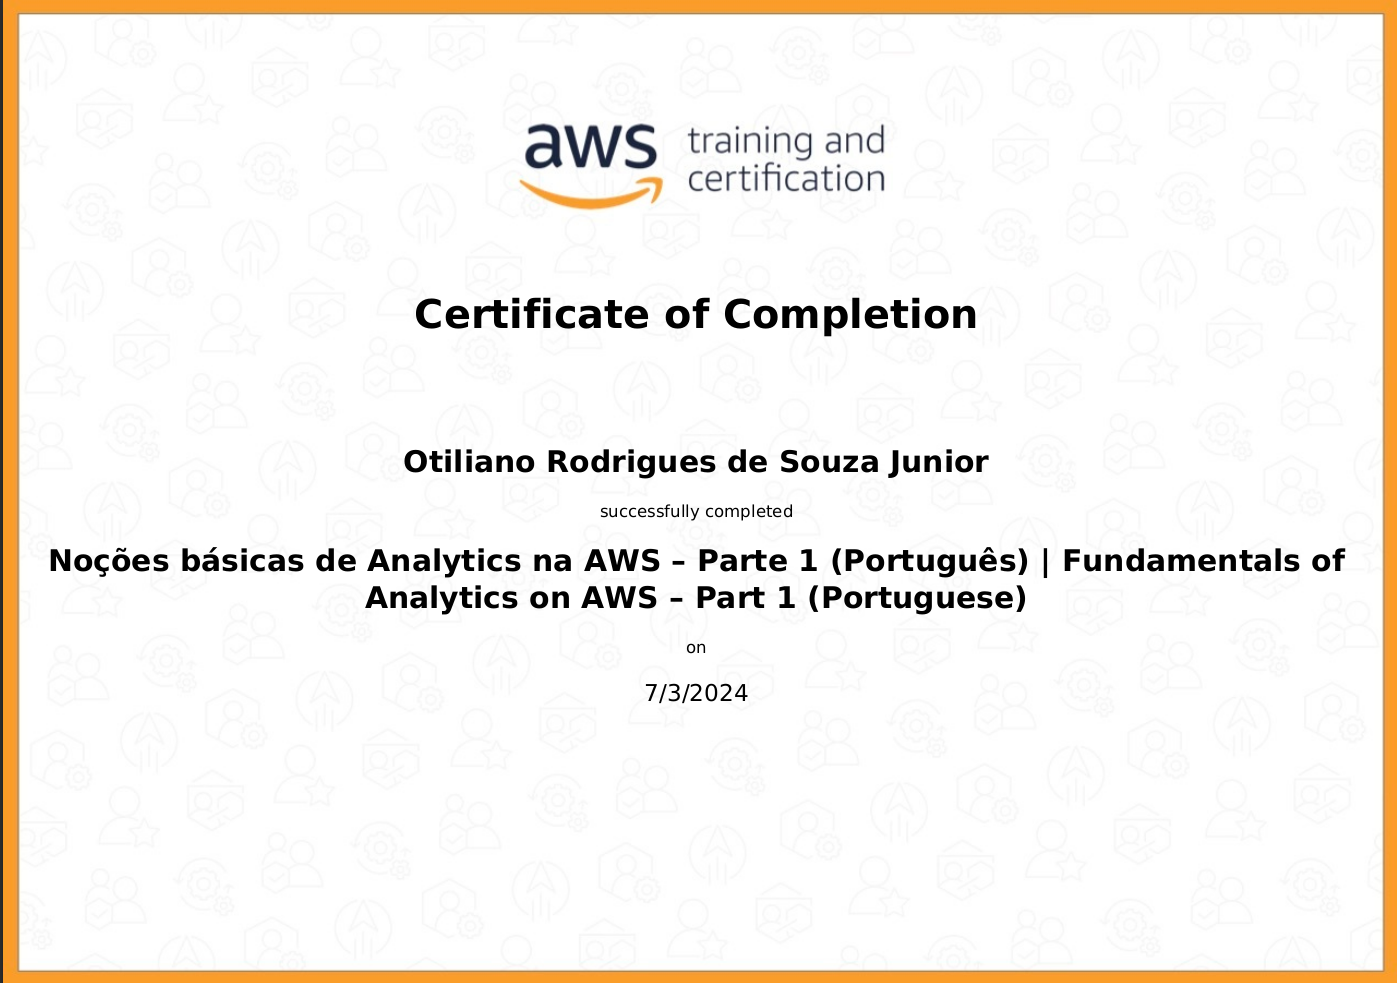 aws training and
certification
Certificate of Completion
Otiliano Rodrigues de Souza Junior
successfully completed
Noções básicas de Analytics na AWS – Parte 1 (Português) | Fundamentals of
Analytics on AWS – Part 1 (Portuguese)
on
7/3/2024